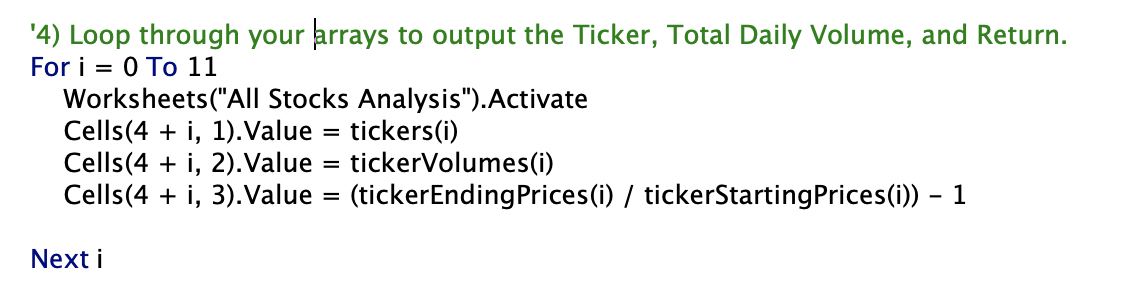 '4) Loop through your arrays to output the Ticker, Total Daily Volume, and Return.
For i = 0 To 11
Worksheets("All Stocks Analysis").Activate
Cells(4 + i, 1).Value = tickers(i)
Cells(4 + i, 2).Value = tickerVolumes(i)
Cells(4 + i, 3).Value = (tickerEndingPrices(i) / tickerStartingPrices(i)) - 1
Next i